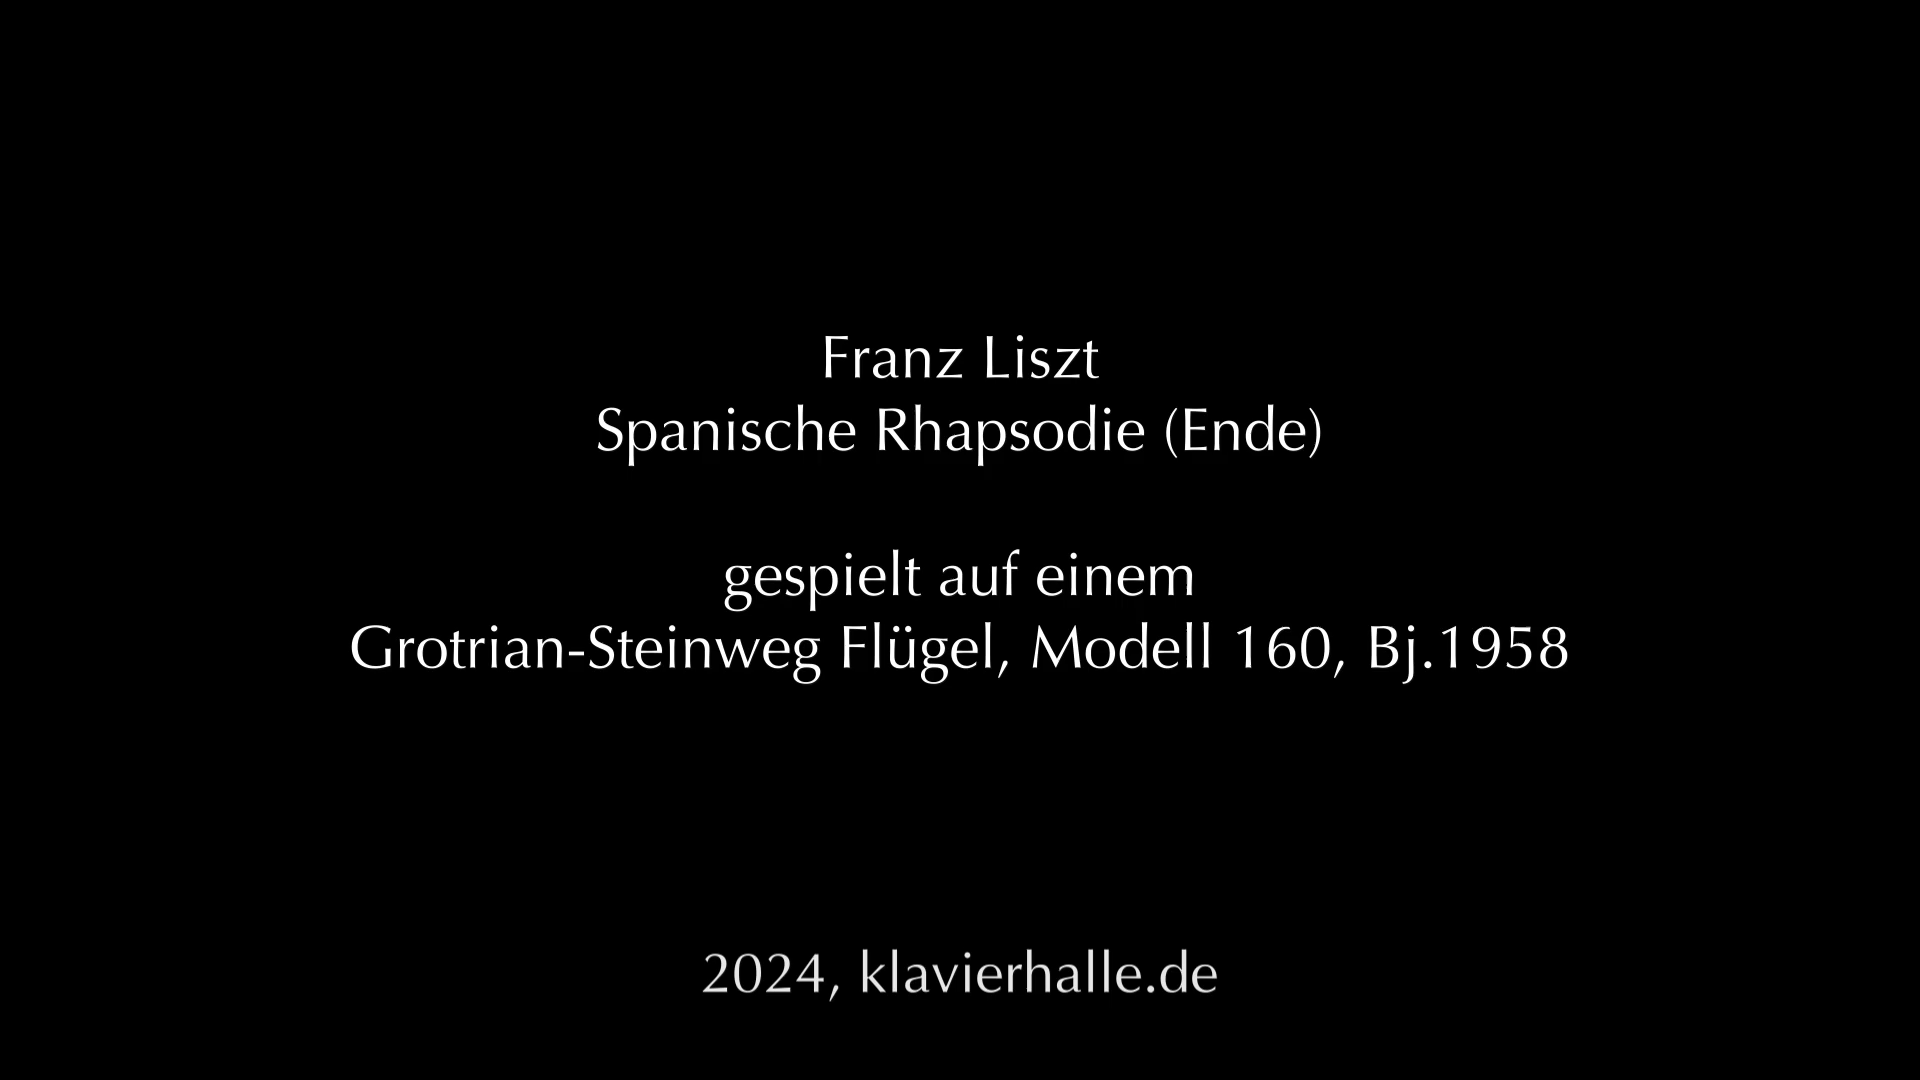 Franz Liszt
Spanische Rhapsodie (Ende)
gespielt auf einem
Grotrian-Steinweg Flügel, Modell 160, Bj.1958
2024, klavierhalle.de